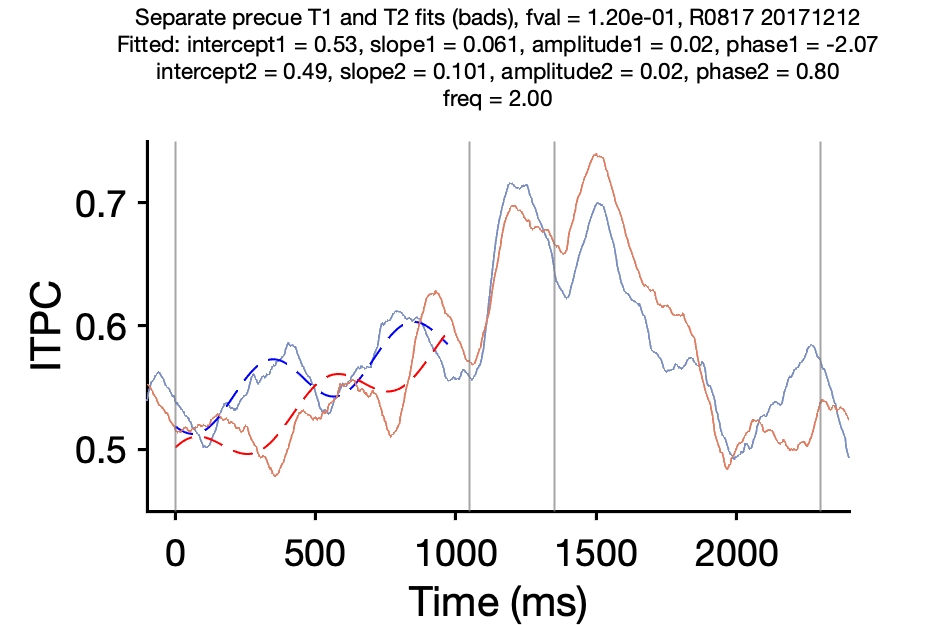 Separate precue T1 and T2 fits (bads), fval = 1.20e-01, R0817 20171212
Fitted: intercept1 = 0.53, slope1 = 0.061, amplitude1 = 0.02, phase1 = -2.07
intercept2 = 0.49, slope2 = 0.101, amplitude2 = 0.02, phase2 = 0.80
freq = 2.00
0.7
0.6
0.5
ITPC
0 500 1000 1500 2000
Time (ms)